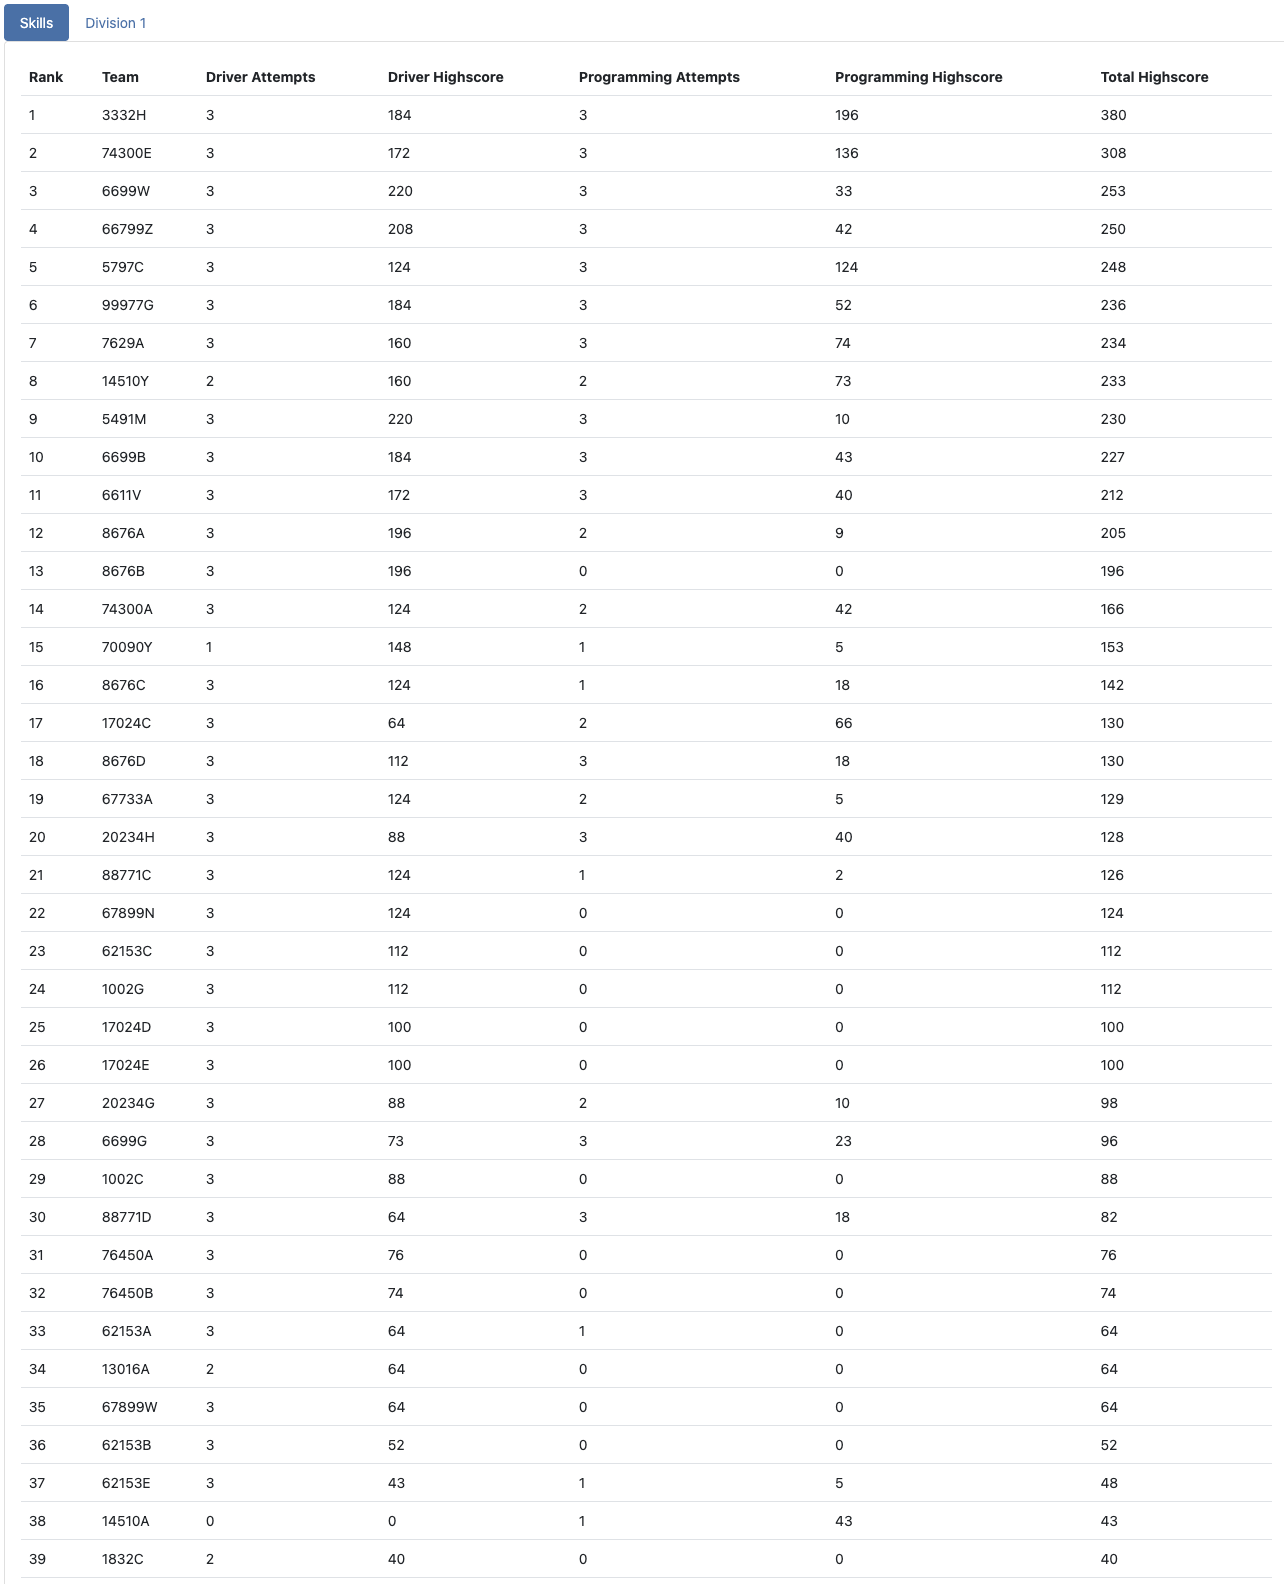 Skills Division 1
Rank Team Driver Attempts Driver Highscore Programming Attempts Programming Highscore Total Highscore
1 3332H 3 184 3 196 380
2 74300E 3 172 3 136 308
3 6699W 3 220 3 33 253
4 66799Z 3 208 3 42 250
5 5797C 3 124 3 124 248
6 99977G 3 184 3 52 236
7 7629A 3 160 3 74 234
8 14510Y 2 160 2 73 233
9 5491M 3 220 3 10 230
10 6699B 3 184 3 43 227
11 6611V 3 172 3 40 212
12 8676A 3 196 2 9 205
13 8676B 3 196 0 0 196
14 74300A 3 124 2 42 166
15 70090Y 1 148 1 5 153
16 8676C 3 124 1 18 142
17 17024C 3 64 2 66 130
18 8676D 3 112 3 18 130
19 67733A 3 124 2 5 129
20 20234H 3 88 3 40 128
21 88771C 3 124 1 2 126
22 67899N 3 124 0 0 124
23 62153C 3 112 0 0 112
24 1002G 3 112 0 0 112
25 17024D 3 100 0 0 100
26 17024E 3 100 0 0 100
27 20234G 3 88 2 10 98
28 6699G 3 73 3 23 96
29 1002C 3 88 0 0 88
30 88771D 3 64 3 18 82
31 76450A 3 76 0 0 76
32 76450B 3 74 0 0 74
33 62153A 3 64 1 0 64
34 13016A 2 64 0 0 64
35 67899W 3 64 0 0 64
36 62153B 3 52 0 0 52
37 62153E 3 43 1 5 48
38 14510A 0 0 1 43 43
39 1832C 2 40 0 0 40